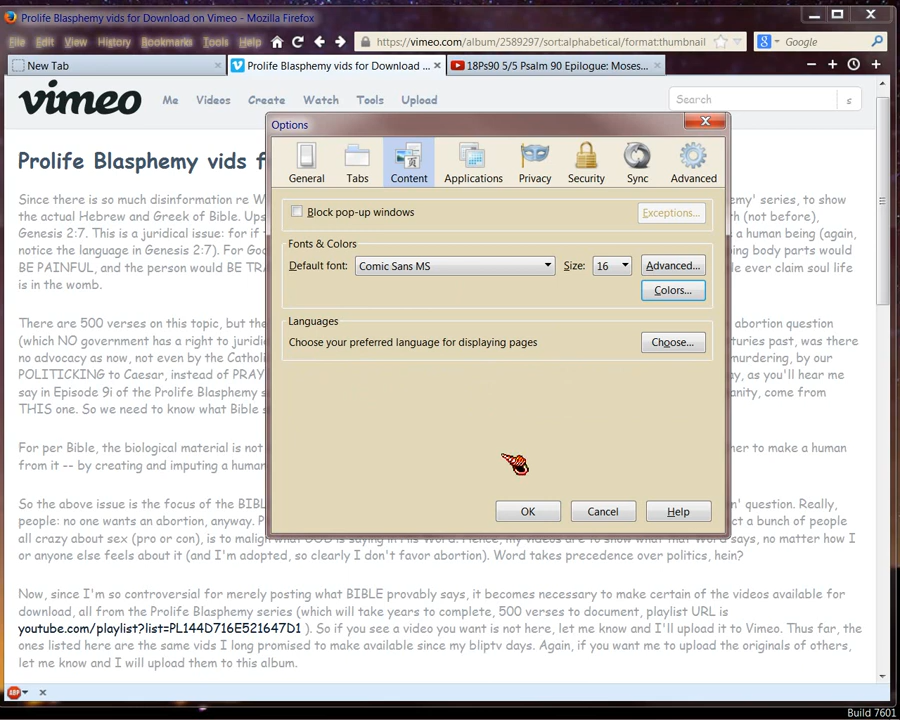 Prolife Blasphemy vids for Download on Vimeo - Mozilla Firefox
File Edit View History Bookmarks Tools Help https://vimeo.com/album/2589297/sort:alphabetical/format:thumbnail Google
New Tab Prolife Blasphemy vids for Download ... 18Ps90 5/5 Psalm 90 Epilogue: Moses...
vimeo Me Videos Create Watch Tools Upload Search s
Options
General Tabs Content Applications Privacy Security Sync Advanced
Block pop-up windows Exceptions...
Fonts & Colors
Default font: Comic Sans MS Size: 16 Advanced...
Colors...
Languages
Choose your preferred language for displaying pages Choose...
OK Cancel Help
Prolife Blasphemy vids f
Since there is so much disinformation re W emy' series, to show
the actual Hebrew and Greek of Bible. Ups th (not before),
Genesis 2:7. This is a juridical issue: for if a human being (again,
notice the language in Genesis 2:7). For Go ing body parts would
BE PAINFUL, and the person would BE TRA le ever claim soul life
is in the womb.
There are 500 verses on this topic, but the abortion question
(which NO government has a right to juridic turies past, was there
no advocacy as now, not even by the Catholi murdering, by our
POLITICKING to Caesar, instead of PRAY ay, as you'll hear me
say in Episode 9i of the Prolife Blasphemy s anity, come from
THIS one. So we need to know what Bible s
For per Bible, the biological material is not her to make a human
from it -- by creating and imputing a human
So the above issue is the focus of the BIBL n' question. Really,
people: no one wants an abortion, anyway. P ct a bunch of people
all crazy about sex (pro or con), is to malign what GOD is saying in His Word. Hence, my videos are to show what that Word says, no matter how I
or anyone else feels about it (and I'm adopted, so clearly I don't favor abortion). Word takes precedence over politics, hein?
Now, since I'm so controversial for merely posting what BIBLE provably says, it becomes necessary to make certain of the videos available for
download, all from the Prolife Blasphemy series (which will take years to complete, 500 verses to document, playlist URL is
youtube.com/playlist?list=PL144D716E521647D1 ). So if you see a video you want is not here, let me know and I'll upload it to Vimeo. Thus far, the
ones listed here are the same vids I long promised to make available since my bliptv days. Again, if you want me to upload the originals of others,
let me know and I will upload them to this album.
ABP
Build 7601